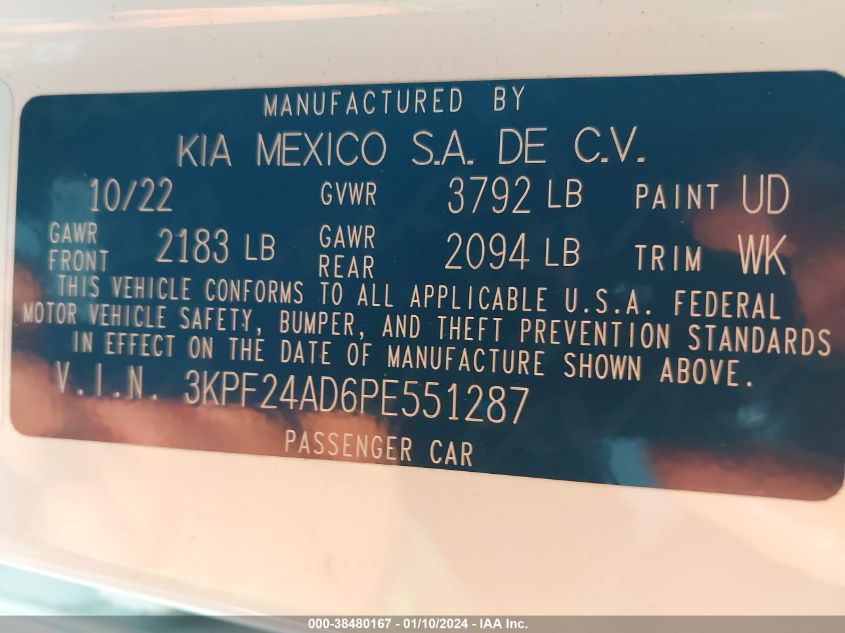 MANUFACTURED BY
KIA MEXICO S.A. DE C.V.
10/22 GVWR 3792 LB PAINT UD
GAWR FRONT 2183 LB GAWR REAR 2094 LB TRIM WK
THIS VEHICLE CONFORMS TO ALL APPLICABLE U.S.A. FEDERAL
MOTOR VEHICLE SAFETY, BUMPER, AND THEFT PREVENTION STANDARDS
IN EFFECT ON THE DATE OF MANUFACTURE SHOWN ABOVE.
V.I.N. 3KPF24AD6PE551287
PASSENGER CAR
000-38480167 - 01/10/2024 - IAA Inc.